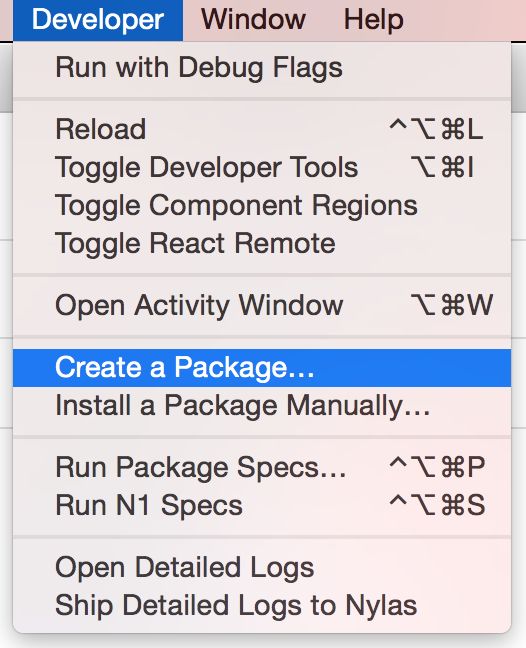 Developer Window Help
Run with Debug Flags
Reload ^⌥⌘L
Toggle Developer Tools ⌥⌘I
Toggle Component Regions
Toggle React Remote
Open Activity Window ⌥⌘W
Create a Package...
Install a Package Manually...
Run Package Specs... ^⌥⌘P
Run N1 Specs ^⌥⌘S
Open Detailed Logs
Ship Detailed Logs to Nylas